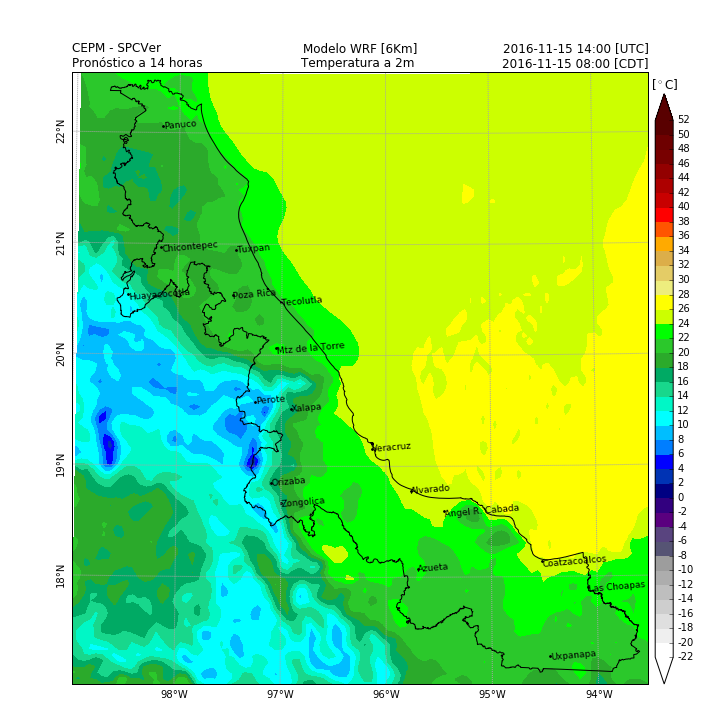 CEPM - SPCVer
Modelo WRF [6Km]
2016-11-15 14:00 [UTC]
Pronóstico a 14 horas
Temperatura a 2m
2016-11-15 08:00 [CDT]
[°C]
52
50
48
46
44
42
40
38
36
34
32
30
28
26
24
22
20
18
16
14
12
10
8
6
4
2
0
-2
-4
-6
-8
-10
-12
-14
-16
-18
-20
-22
22°N
21°N
20°N
19°N
18°N
98°W
97°W
96°W
95°W
94°W
Panuco
Chicontepec
Tuxpan
Huayacocotla
Poza Rica
Tecolutla
Mtz de la Torre
Perote
Xalapa
Veracruz
Orizaba
Alvarado
Zongolica
Angel R. Cabada
Azueta
Coatzacoalcos
Las Choapas
Uxpanapa